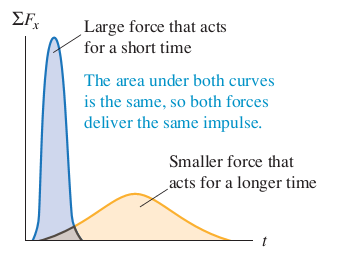 ΣFₓ
Large force that acts
for a short time
The area under both curves
is the same, so both forces
deliver the same impulse.
Smaller force that
acts for a longer time
t